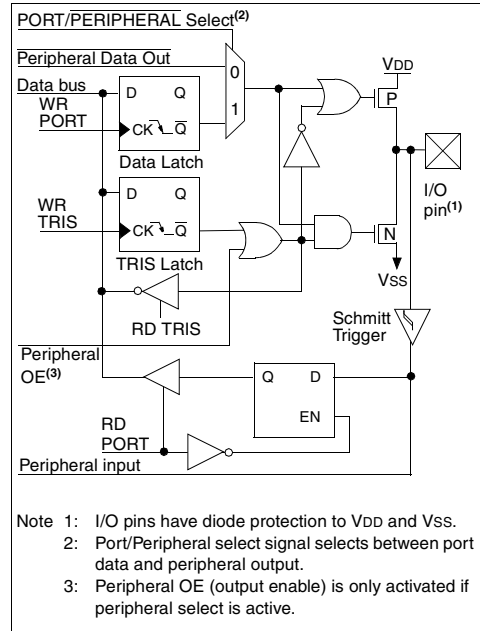 PORT/PERIPHERAL Select(2)
Peripheral Data Out
Data bus
WR
PORT
D Q
CK Q
Data Latch
0
1
VDD
P
I/O
pin(1)
WR
TRIS
D Q
CK Q
TRIS Latch
N
VSS
RD TRIS
Schmitt
Trigger
Peripheral
OE(3)
Q D
EN
RD
PORT
Peripheral input
Note 1: I/O pins have diode protection to VDD and VSS.
2: Port/Peripheral select signal selects between port
data and peripheral output.
3: Peripheral OE (output enable) is only activated if
peripheral select is active.